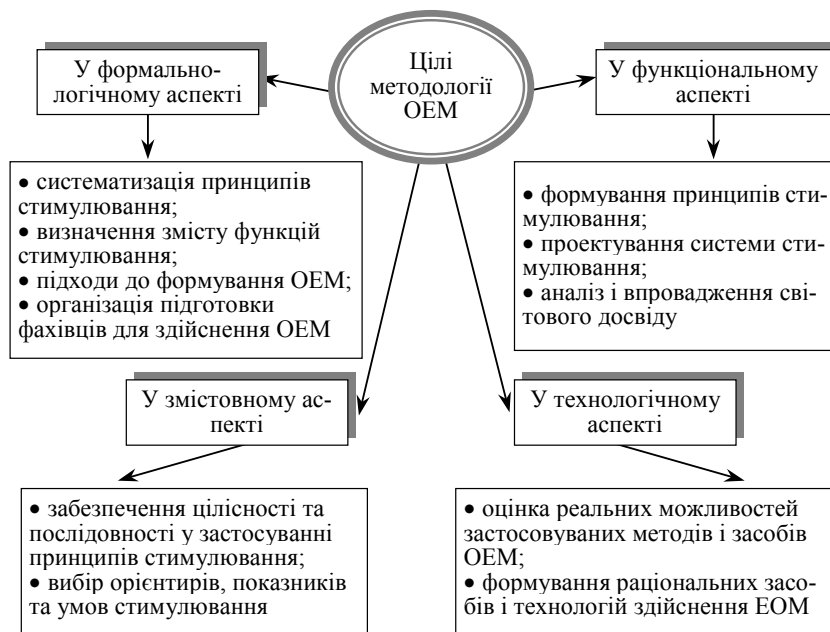 Цілі
методології
ОЕМ
У формально-
логічному аспекті
У функціональному
аспекті
• систематизація принципів
стимулювання;
• визначення змісту функцій
стимулювання;
• підходи до формування ОЕМ;
• організація підготовки
фахівців для здійснення ОЕМ
• формування принципів сти-
мулювання;
• проектування системи сти-
мулювання;
• аналіз і впровадження сві-
тового досвіду
У змістовному ас-
пекті
У технологічному
аспекті
• забезпечення цілісності та
послідовності у застосуванні
принципів стимулювання;
• вибір орієнтирів, показників
та умов стимулювання
• оцінка реальних можливостей
застосовуваних методів і засобів
ОЕМ;
• формування раціональних засо-
бів і технологій здійснення ЕОМ